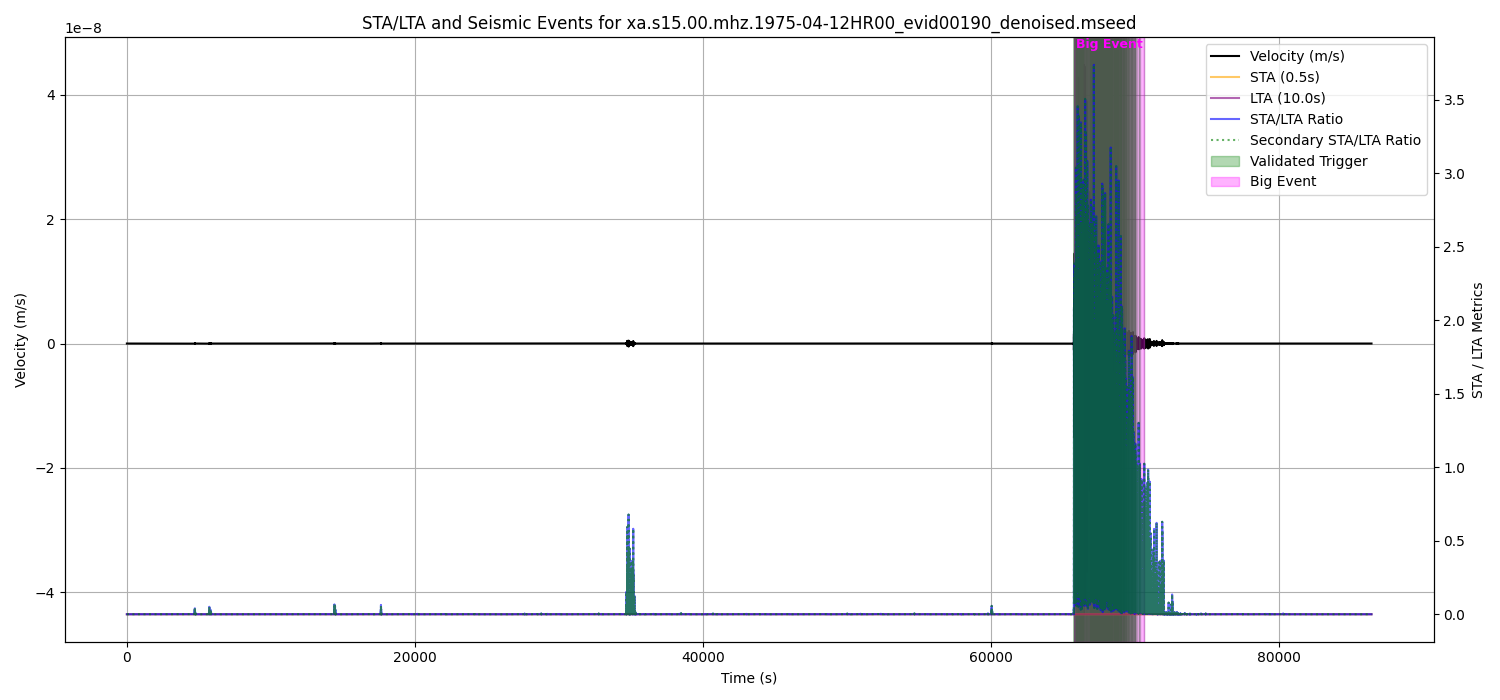 STA/LTA and Seismic Events for xa.s15.00.mhz.1975-04-12HR00_evid00190_denoised.mseed
1e−8
Big Event
Velocity (m/s)
STA (0.5s)
LTA (10.0s)
STA/LTA Ratio
Secondary STA/LTA Ratio
Validated Trigger
Big Event
4
2
0
−2
−4
Velocity (m/s)
3.5
3.0
2.5
2.0
1.5
1.0
0.5
0.0
STA / LTA Metrics
0
20000
40000
60000
80000
Time (s)